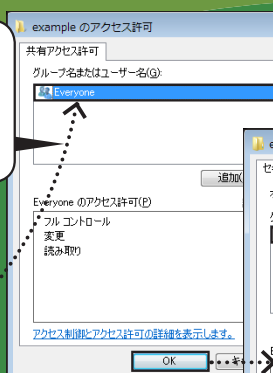 example のアクセス許可
共有アクセス許可
グループ名またはユーザー名(G):
Everyone
追加(
Everyone のアクセス許可(P)
フル コントロール
変更
読み取り
アクセス制御とアクセス許可の詳細を表示します。
OK
キ
e
セキ